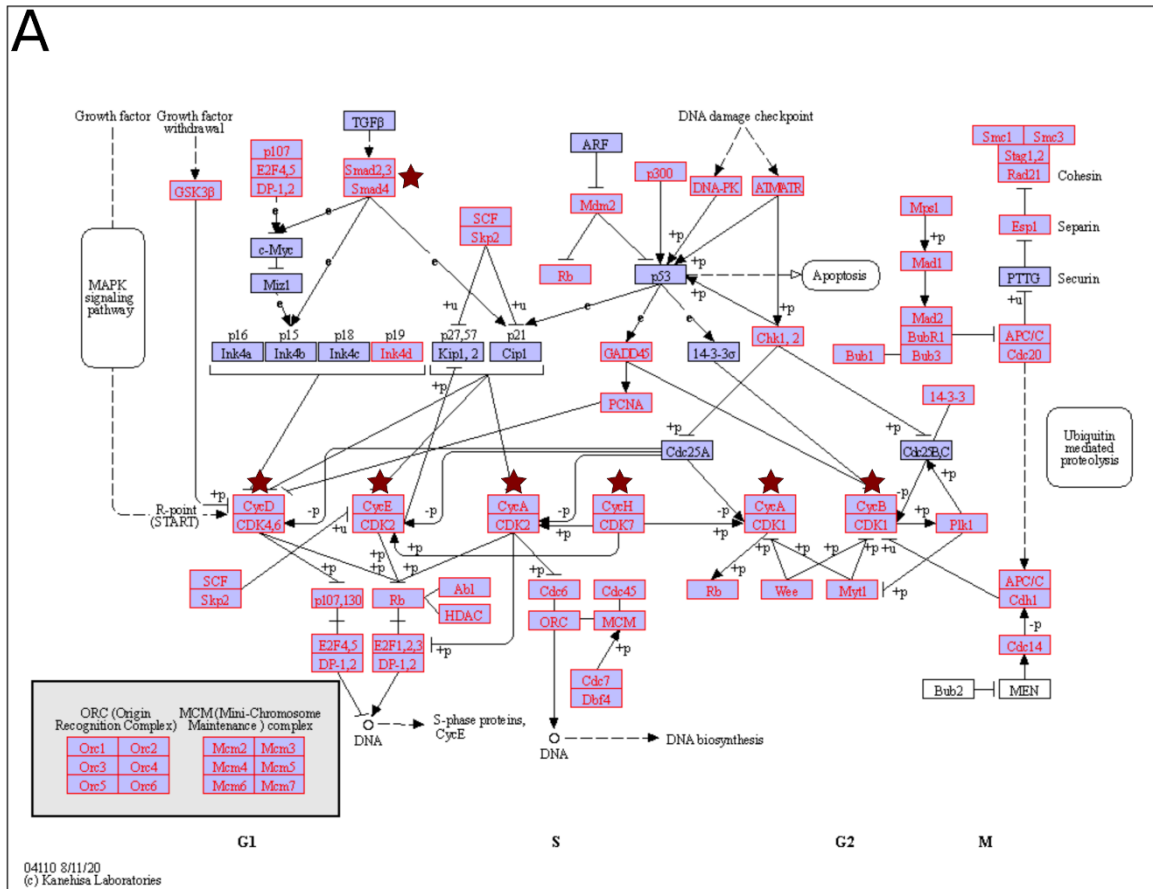 A
Growth factor
Growth factor
withdrawal
TGFβ
DNA damage checkpoint
ARF
Smc1
Smc3
Stag1,2
Rad21
Cohesin
p107
E2F4,5
DP-1,2
Smad2,3
Smad4
GSK3β
p300
DNA-PK
ATM/ATR
Mdm2
Mps1
+p
Esp1
Separin
SCF
Skp2
e
e
c-Myc
+p
Mad1
Rb
p53
+p
Apoptosis
PTTG
Securin
Miz1
e
e
e
+u
+u
+p
+u
MAPK
signaling
pathway
e
e
e
+p
Mad2
BubR1
Bub3
Bub1
APC/C
Cdc20
p16
p15
p18
p19
p27,57
p21
Ink4a
Ink4b
Ink4c
Ink4d
Kip1, 2
Cip1
GADD45
14-3-3σ
Chk1, 2
+p
PCNA
14-3-3
+p
+p
Cdc25A
Cdc25B,C
Ubiquitin
mediated
proteolysis
R-point
(START)
+p
CycD
CDK4,6
-p
CycE
CDK2
-p
CycA
CDK2
-p
+p
CycH
CDK7
+p
CycA
CDK1
CycB
CDK1
-p
+p
Plk1
+p
+u
+p
+p
+p
+p
+p
+p
+p
+p
+u
SCF
Skp2
p107,130
Rb
Abl
HDAC
Cdc6
Cdc45
ORC
MCM
Rb
Wee
Myt1
+p
APC/C
Cdh1
-p
Cdc14
E2F4,5
DP-1,2
E2F1,2,3
DP-1,2
+p
+p
Cdc7
Dbf4
Bub2
MEN
DNA
S-phase proteins,
CycE
DNA
DNA biosynthesis
ORC (Origin
Recognition Complex)
MCM (Mini-Chromosome
Maintenance ) complex
Orc1
Orc2
Mcm2
Mcm3
Orc3
Orc4
Mcm4
Mcm5
Orc5
Orc6
Mcm6
Mcm7
G1
S
G2
M
04110 8/11/20
(c) Kanehisa Laboratories